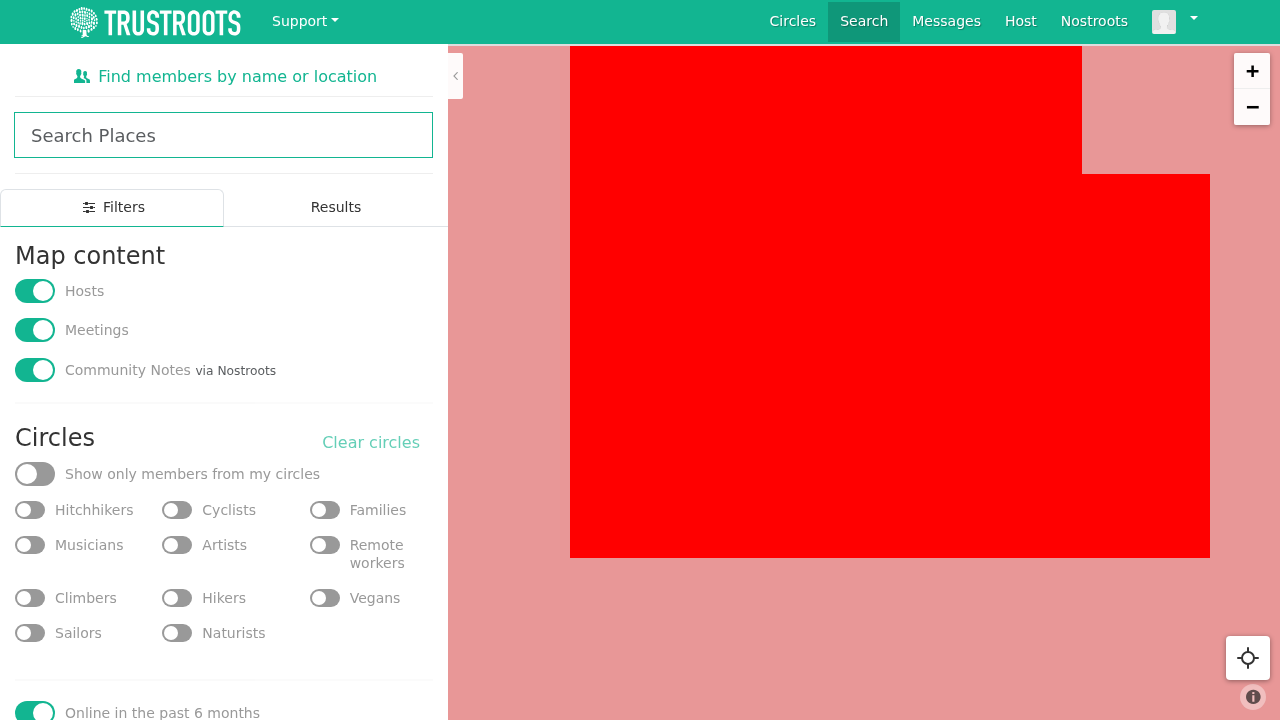 TRUSTROOTS
Support
Circles
Search
Messages
Host
Nostroots
Find members by name or location
Search Places
Filters
Results
Map content
Hosts
Meetings
Community Notes via Nostroots
Circles
Clear circles
Show only members from my circles
Hitchhikers
Cyclists
Families
Musicians
Artists
Remote
workers
Climbers
Hikers
Vegans
Sailors
Naturists
Online in the past 6 months
+
−